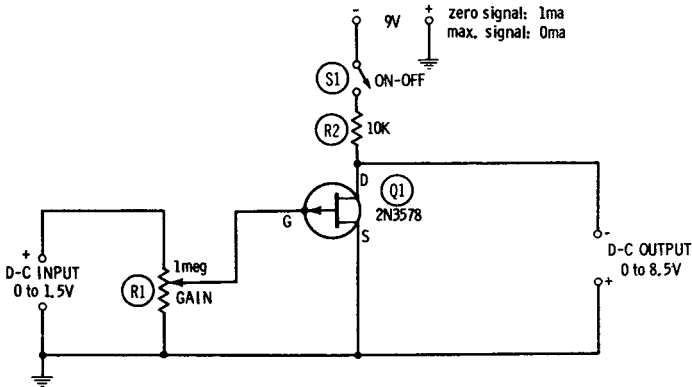 - 9V + zero signal: 1ma
max. signal: 0ma
S1 ON-OFF
R2 10K
D Q1
2N3578
G
S
+
D-C INPUT
0 to 1.5V
1meg
R1 GAIN
-
D-C OUTPUT
0 to 8.5V
+